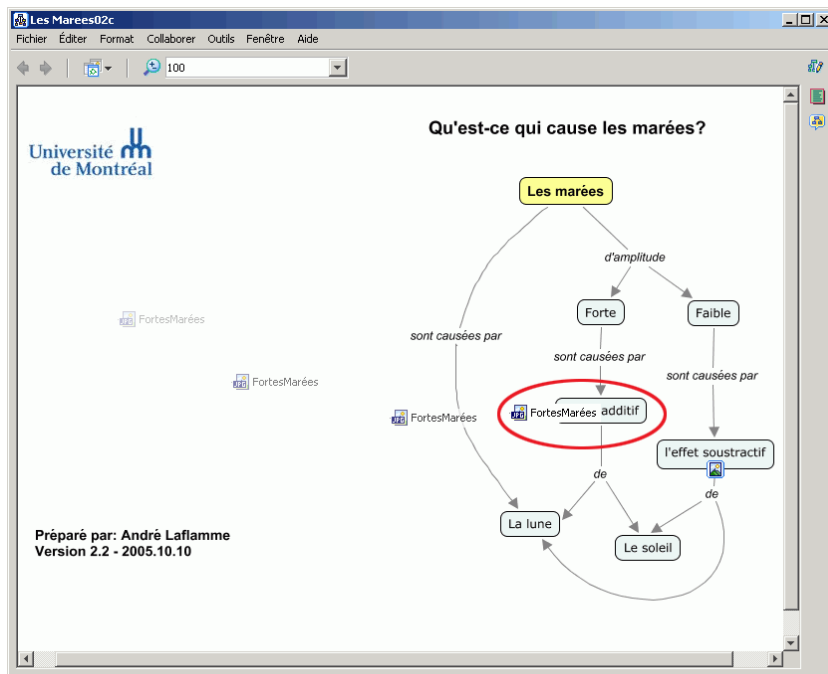 Les Marees02c
Fichier Éditer Format Collaborer Outils Fenêtre Aide
100
Qu'est-ce qui cause les marées?
Université
de Montréal
Les marées
d'amplitude
Forte
Faible
FortesMarées
sont causées par
sont causées par
sont causées par
FortesMarées
FortesMarées
FortesMarées additif
l'effet soustractif
de
de
La lune
Le soleil
Préparé par: André Laflamme
Version 2.2 - 2005.10.10